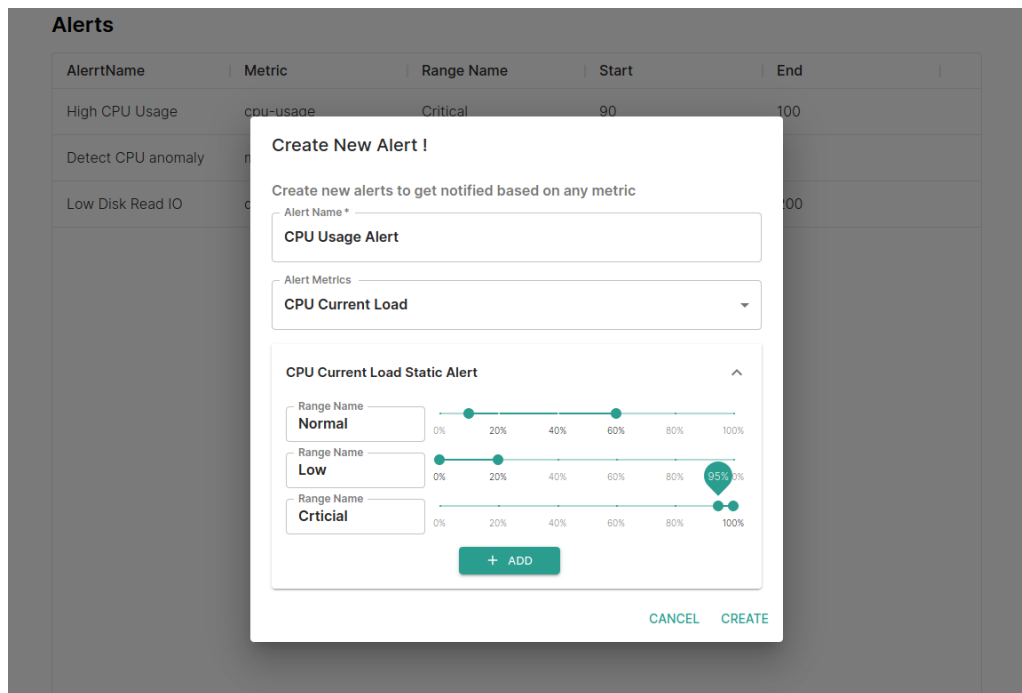 Alerts
AlerrtName Metric Range Name Start End
High CPU Usage cpu-usage Critical 90 100
Create New Alert !
Detect CPU anomaly
Create new alerts to get notified based on any metric
Low Disk Read IO
Alert Name *
CPU Usage Alert
Alert Metrics
CPU Current Load
CPU Current Load Static Alert
Range Name
Normal
0% 20% 40% 60% 80% 100%
Range Name
Low
0% 20% 40% 60% 80%
95%
Range Name
Crticial
0% 20% 40% 60% 80% 100%
+ ADD
CANCEL CREATE